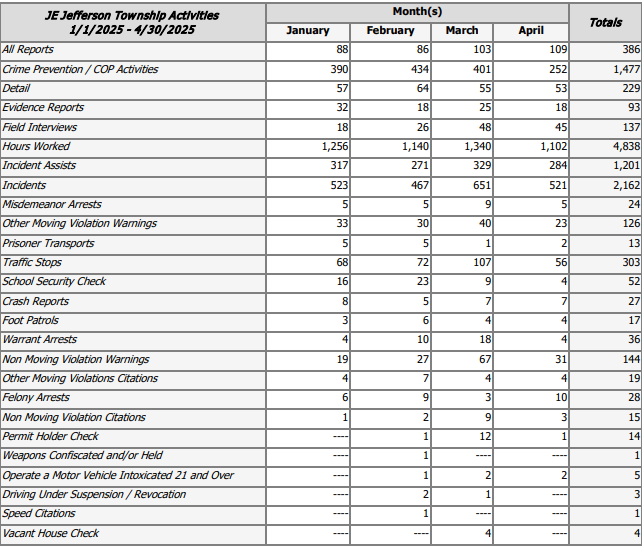 JE Jefferson Township Activities
1/1/2025 - 4/30/2025
Month(s)
Totals
January February March April
All Reports 88 86 103 109 386
Crime Prevention / COP Activities 390 434 401 252 1,477
Detail 57 64 55 53 229
Evidence Reports 32 18 25 18 93
Field Interviews 18 26 48 45 137
Hours Worked 1,256 1,140 1,340 1,102 4,838
Incident Assists 317 271 329 284 1,201
Incidents 523 467 651 521 2,162
Misdemeanor Arrests 5 5 9 5 24
Other Moving Violation Warnings 33 30 40 23 126
Prisoner Transports 5 5 1 2 13
Traffic Stops 68 72 107 56 303
School Security Check 16 23 9 4 52
Crash Reports 8 5 7 7 27
Foot Patrols 3 6 4 4 17
Warrant Arrests 4 10 18 4 36
Non Moving Violation Warnings 19 27 67 31 144
Other Moving Violations Citations 4 7 4 4 19
Felony Arrests 6 9 3 10 28
Non Moving Violation Citations 1 2 9 3 15
Permit Holder Check ---- 1 12 1 14
Weapons Confiscated and/or Held ---- 1 ---- ---- 1
Operate a Motor Vehicle Intoxicated 21 and Over ---- 1 2 2 5
Driving Under Suspension / Revocation ---- 2 1 ---- 3
Speed Citations ---- 1 ---- ---- 1
Vacant House Check ---- ---- 4 ---- 4